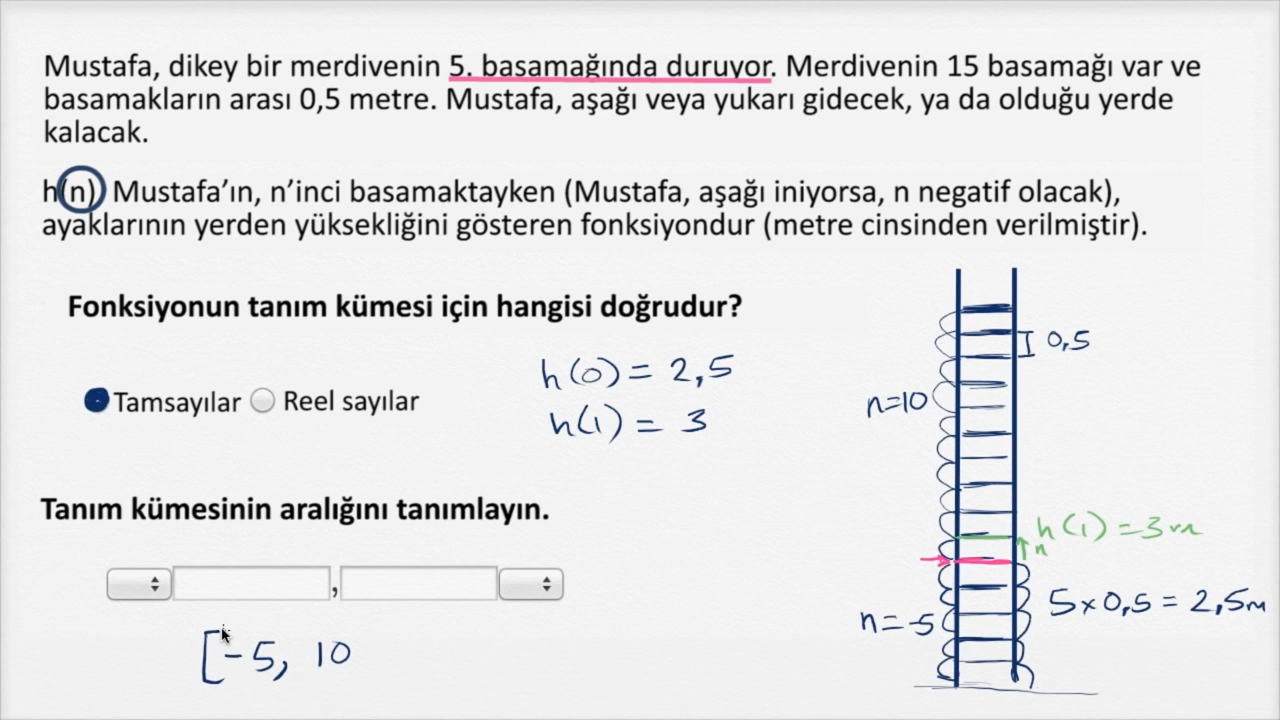 Mustafa, dikey bir merdivenin 5. basamağında duruyor. Merdivenin 15 basamağı var ve
basamakların arası 0,5 metre. Mustafa, aşağı veya yukarı gidecek, ya da olduğu yerde
kalacak.
h(n) Mustafa'ın, n'inci basamaktayken (Mustafa, aşağı iniyorsa, n negatif olacak),
ayaklarının yerden yüksekliğini gösteren fonksiyondur (metre cinsinden verilmiştir).
Fonksiyonun tanım kümesi için hangisi doğrudur?
h(0) = 2,5
h(1) = 3
Tamsayılar Reel sayılar
Tanım kümesinin aralığını tanımlayın.
,
[-5, 10
0,5
n=10
h(1) = 3m
n
5x0,5 = 2,5m
n=-5